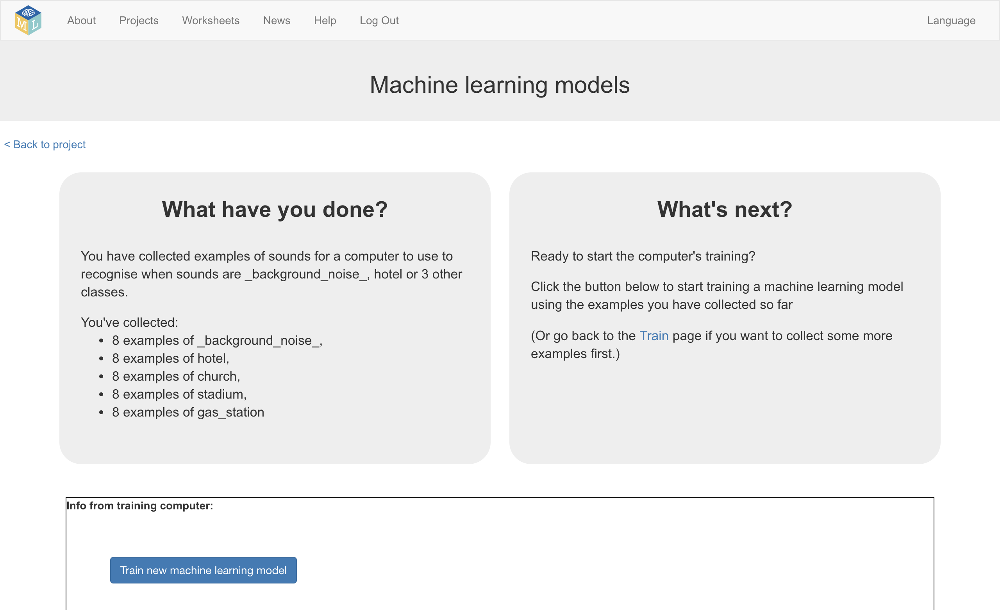 M L
About Projects Worksheets News Help Log Out Language
Machine learning models
< Back to project
What have you done?
You have collected examples of sounds for a computer to use to
recognise when sounds are _background_noise_, hotel or 3 other
classes.
You've collected:
• 8 examples of _background_noise_,
• 8 examples of hotel,
• 8 examples of church,
• 8 examples of stadium,
• 8 examples of gas_station
What's next?
Ready to start the computer's training?
Click the button below to start training a machine learning model
using the examples you have collected so far
(Or go back to the Train page if you want to collect some more
examples first.)
Info from training computer:
Train new machine learning model